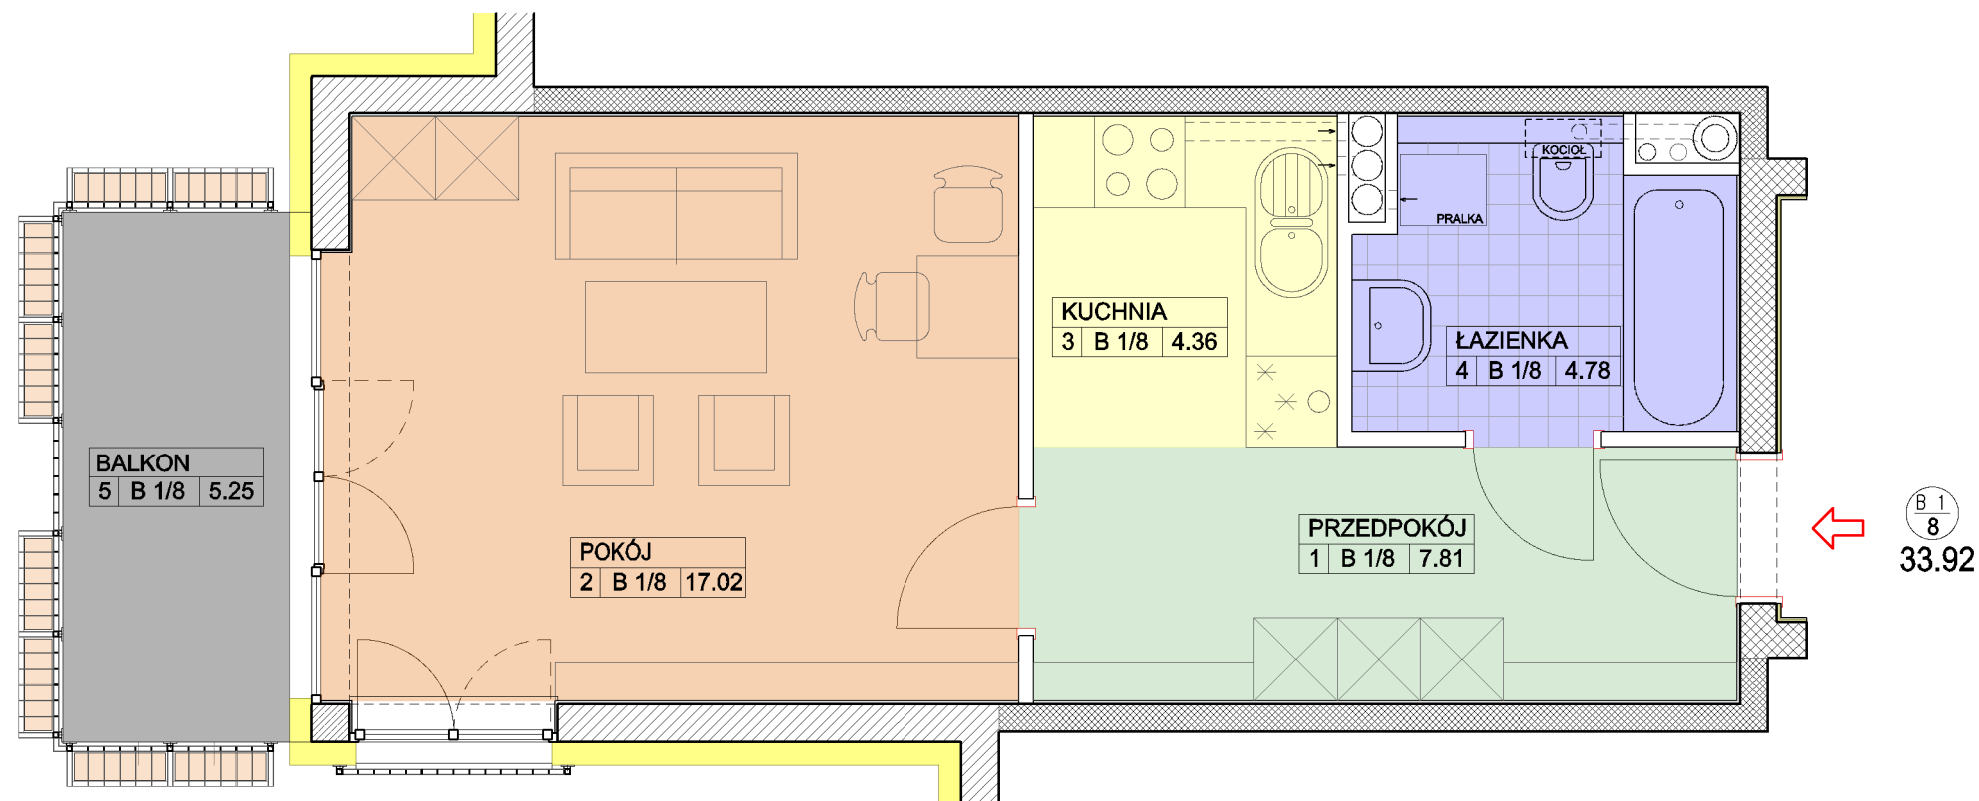 KOCIOŁ
PRALKA
KUCHNIA
3 B 1/8 4.36
ŁAZIENKA
4 B 1/8 4.78
BALKON
5 B 1/8 5.25
POKÓJ
2 B 1/8 17.02
PRZEDPOKÓJ
1 B 1/8 7.81
B 1
8
33.92